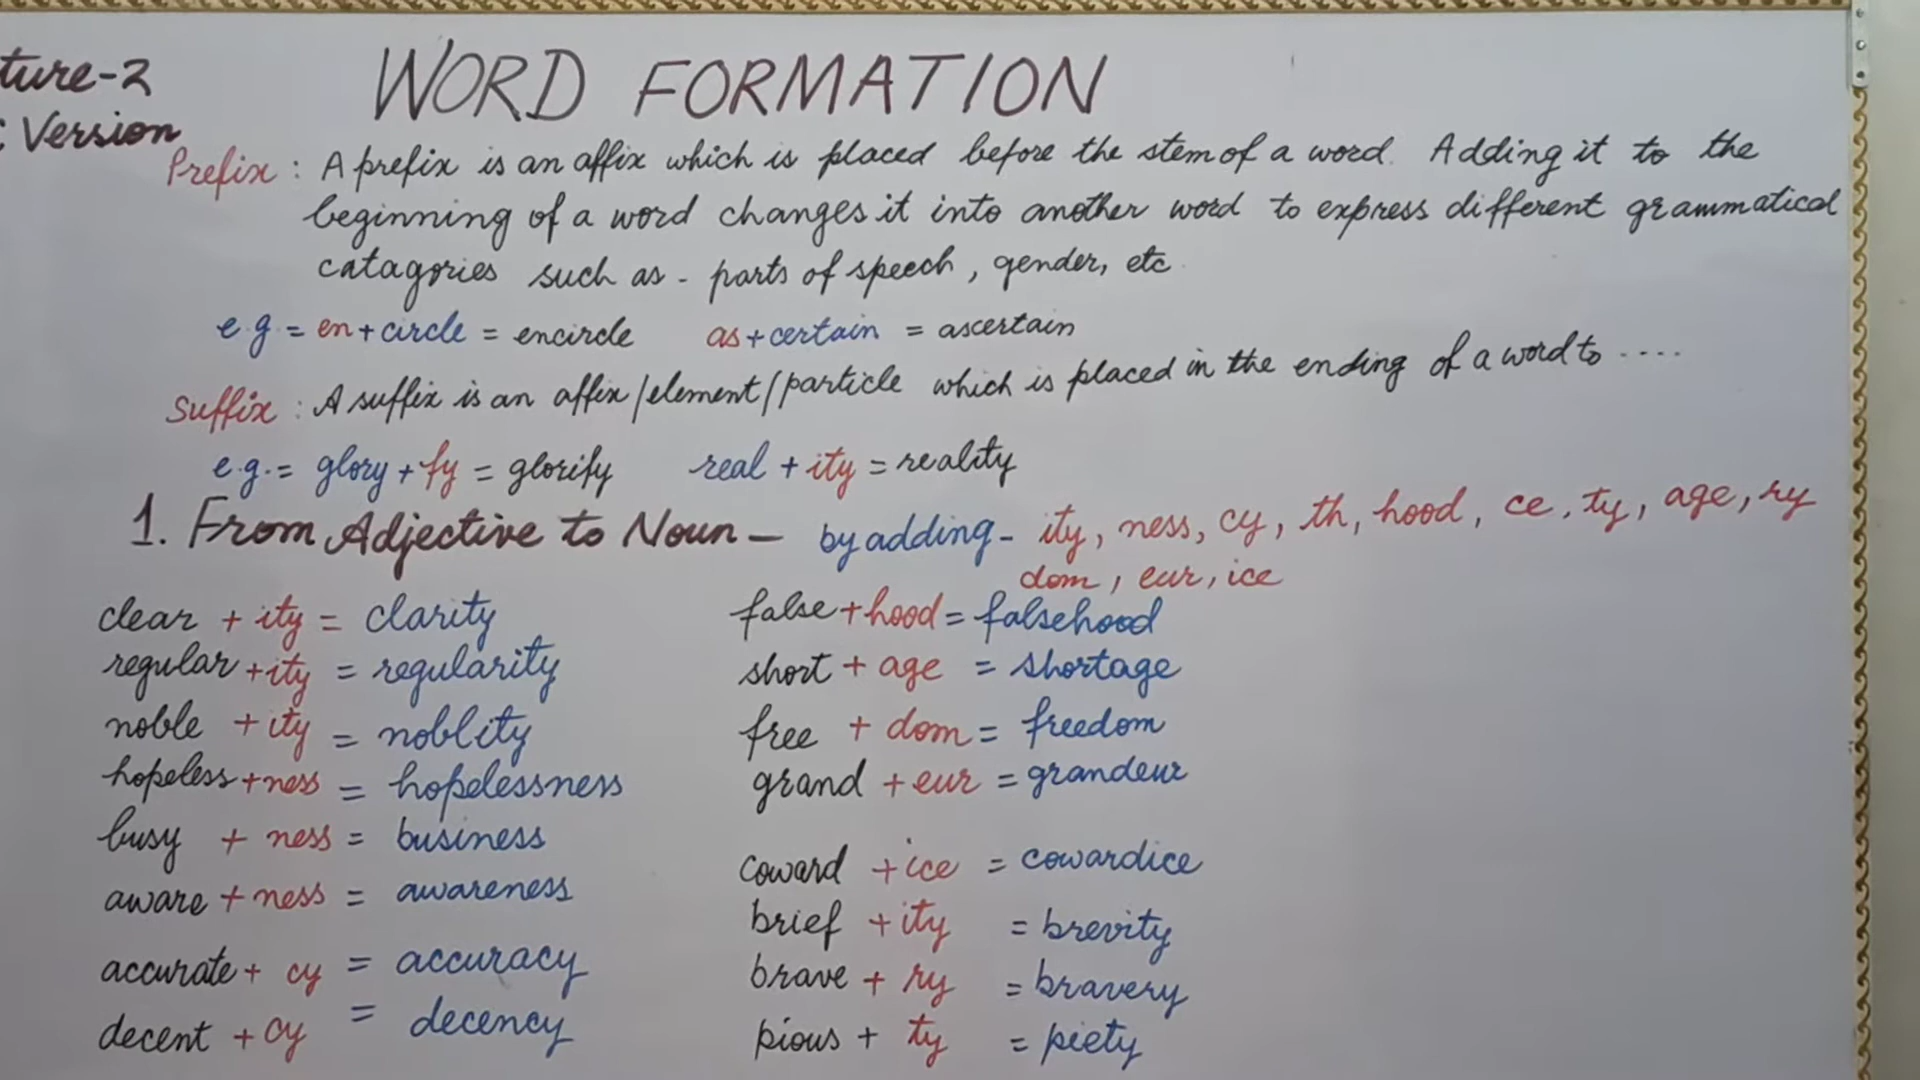 ture-2
WORD FORMATION
: Version
Prefix : A prefix is an affix which is placed before the stem of a word. Adding it to the
beginning of a word changes it into another word to express different grammatical
catagories such as - parts of speech, gender, etc
e.g = en + circle = encircle as + certain = ascertain
Suffix : A suffix is an affix/element/particle which is placed in the ending of a word to ....
e.g. = glory + fy = glorify real + ity = reality
1. From Adjective to Noun - by adding - ity, ness, cy, th, hood, ce, ty, age, ry
dom, eur, ice
clear + ity = clarity
regular + ity = regularity
noble + ity = noblity
hopeless + ness = hopelessness
busy + ness = business
aware + ness = awareness
accurate + cy = accuracy
decent + cy = decency
false + hood = falsehood
short + age = shortage
free + dom = freedom
grand + eur = grandeur
coward + ice = cowardice
brief + ity = brevity
brave + ry = bravery
pious + ty = piety